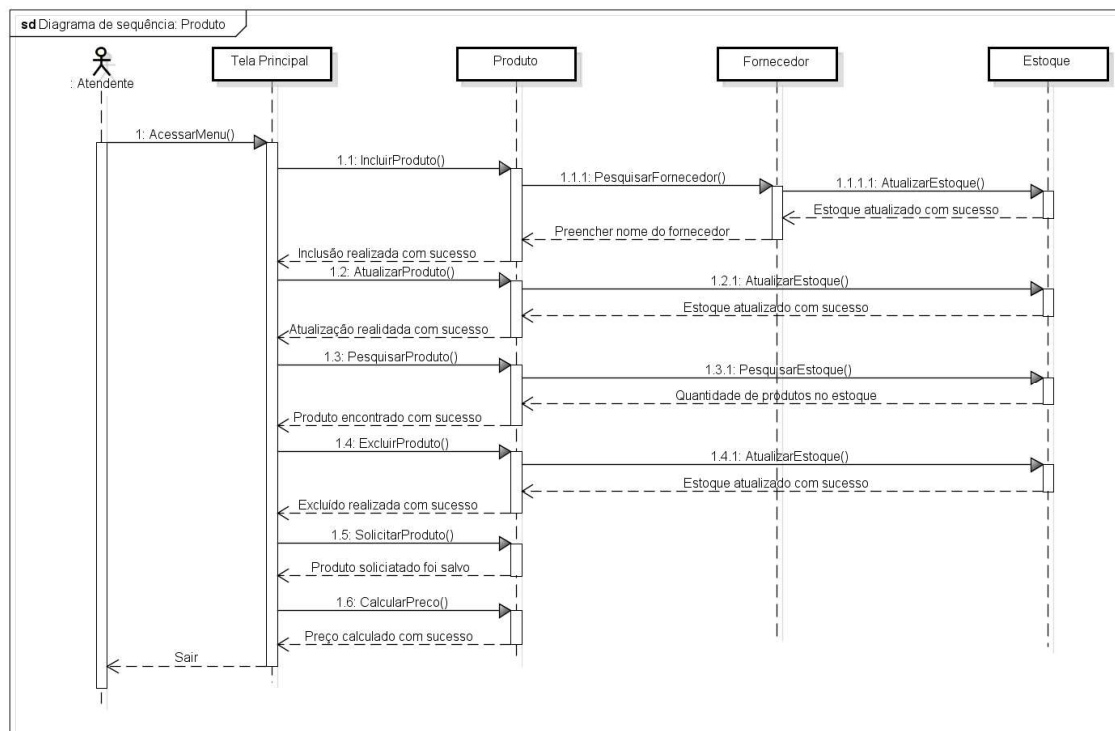 sd Diagrama de sequência: Produto
: Atendente
Tela Principal
Produto
Fornecedor
Estoque
1: AcessarMenu()
1.1: IncluirProduto()
1.1.1: PesquisarFornecedor()
1.1.1.1: AtualizarEstoque()
Estoque atualizado com sucesso
Preencher nome do fornecedor
Inclusão realizada com sucesso
1.2: AtualizarProduto()
1.2.1: AtualizarEstoque()
Estoque atualizado com sucesso
Atualização realidada com sucesso
1.3: PesquisarProduto()
1.3.1: PesquisarEstoque()
Quantidade de produtos no estoque
Produto encontrado com sucesso
1.4: ExcluirProduto()
1.4.1: AtualizarEstoque()
Estoque atualizado com sucesso
Excluído realizada com sucesso
1.5: SolicitarProduto()
Produto soliciatado foi salvo
1.6: CalcularPreco()
Preço calculado com sucesso
Sair